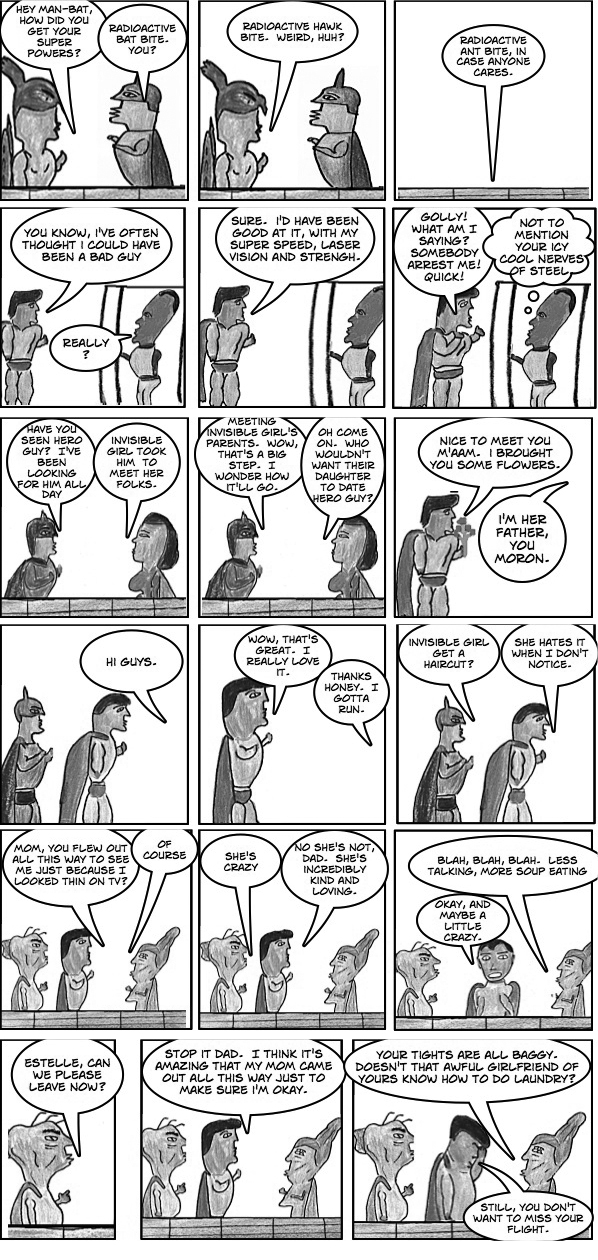 HEY MAN-BAT,
HOW DID YOU
GET YOUR
SUPER
POWERS?
RADIOACTIVE
BAT BITE.
YOU?
RADIOACTIVE HAWK
BITE. WEIRD, HUH?
RADIOACTIVE
ANT BITE, IN
CASE ANYONE
CARES.
YOU KNOW, I'VE OFTEN
THOUGHT I COULD HAVE
BEEN A BAD GUY
REALLY
?
SURE. I'D HAVE BEEN
GOOD AT IT, WITH MY
SUPER SPEED, LASER
VISION AND STRENGH.
GOLLY!
WHAT AM I
SAYING?
SOMEBODY
ARREST ME!
QUICK!
NOT TO
MENTION
YOUR ICY
COOL NERVES
OF STEEL.
HAVE YOU
SEEN HERO
GUY? I'VE
BEEN
LOOKING
FOR HIM ALL
DAY
INVISIBLE
GIRL TOOK
HIM TO
MEET HER
FOLKS.
MEETING
INVISIBLE GIRL'S
PARENTS. WOW,
THAT'S A BIG
STEP. I
WONDER HOW
IT'LL GO.
OH COME
ON. WHO
WOULDN'T
WANT THEIR
DAUGHTER
TO DATE
HERO GUY?
NICE TO MEET YOU
M'AAM. I BROUGHT
YOU SOME FLOWERS.
I'M HER
FATHER,
YOU
MORON.
HI GUYS.
WOW, THAT'S
GREAT. I
REALLY LOVE
IT.
THANKS
HONEY. I
GOTTA
RUN.
INVISIBLE GIRL
GET A
HAIRCUT?
SHE HATES IT
WHEN I DON'T
NOTICE.
MOM, YOU FLEW OUT
ALL THIS WAY TO SEE
ME JUST BECAUSE I
LOOKED THIN ON TV?
OF
COURSE
SHE'S
CRAZY
NO SHE'S NOT,
DAD. SHE'S
INCREDIBLY
KIND AND
LOVING.
BLAH, BLAH, BLAH. LESS
TALKING, MORE SOUP EATING
OKAY, AND
MAYBE A
LITTLE
CRAZY.
ESTELLE, CAN
WE PLEASE
LEAVE NOW?
STOP IT DAD. I THINK IT'S
AMAZING THAT MY MOM CAME
OUT ALL THIS WAY JUST TO
MAKE SURE I'M OKAY.
YOUR TIGHTS ARE ALL BAGGY.
DOESN'T THAT AWFUL GIRLFRIEND OF
YOURS KNOW HOW TO DO LAUNDRY?
STILL, YOU DON'T
WANT TO MISS YOUR
FLIGHT.